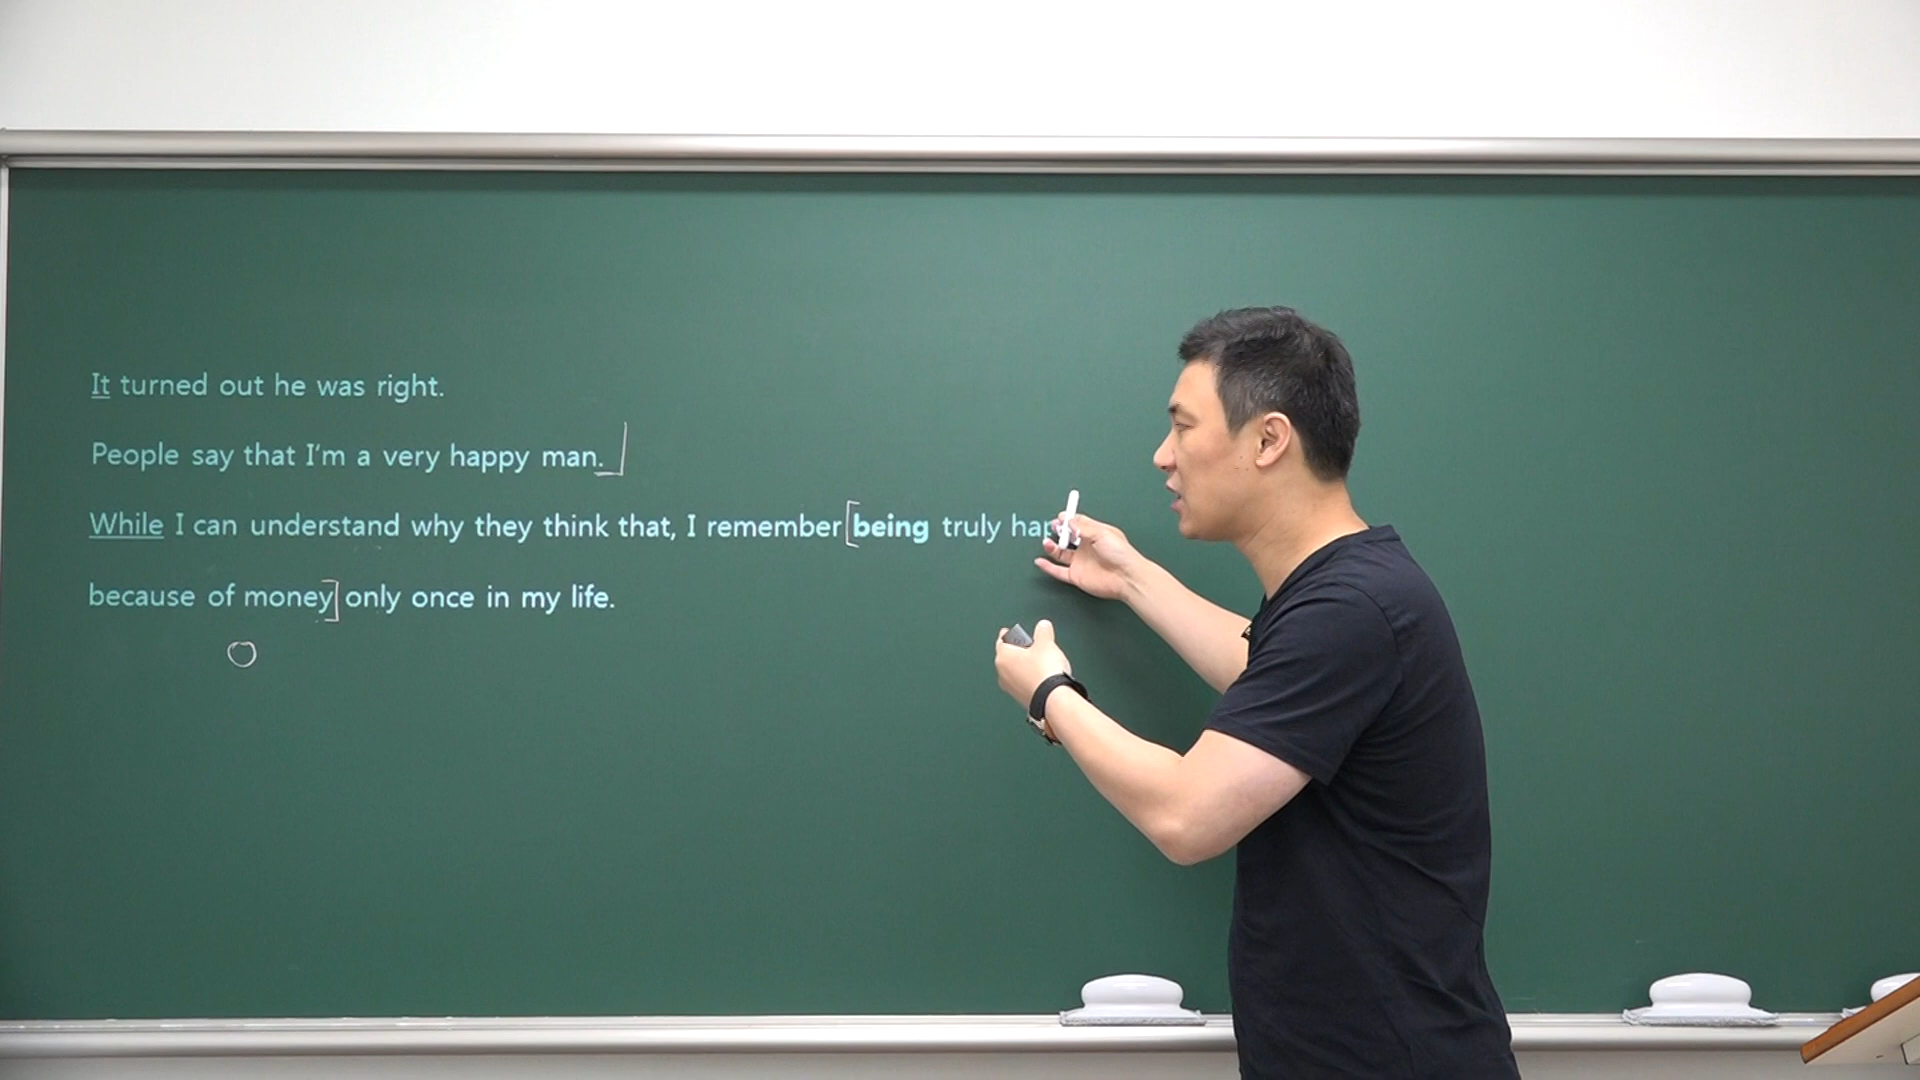 It turned out he was right.
People say that I'm a very happy man.
While I can understand why they think that, I remember being truly
because of money only once in my life.